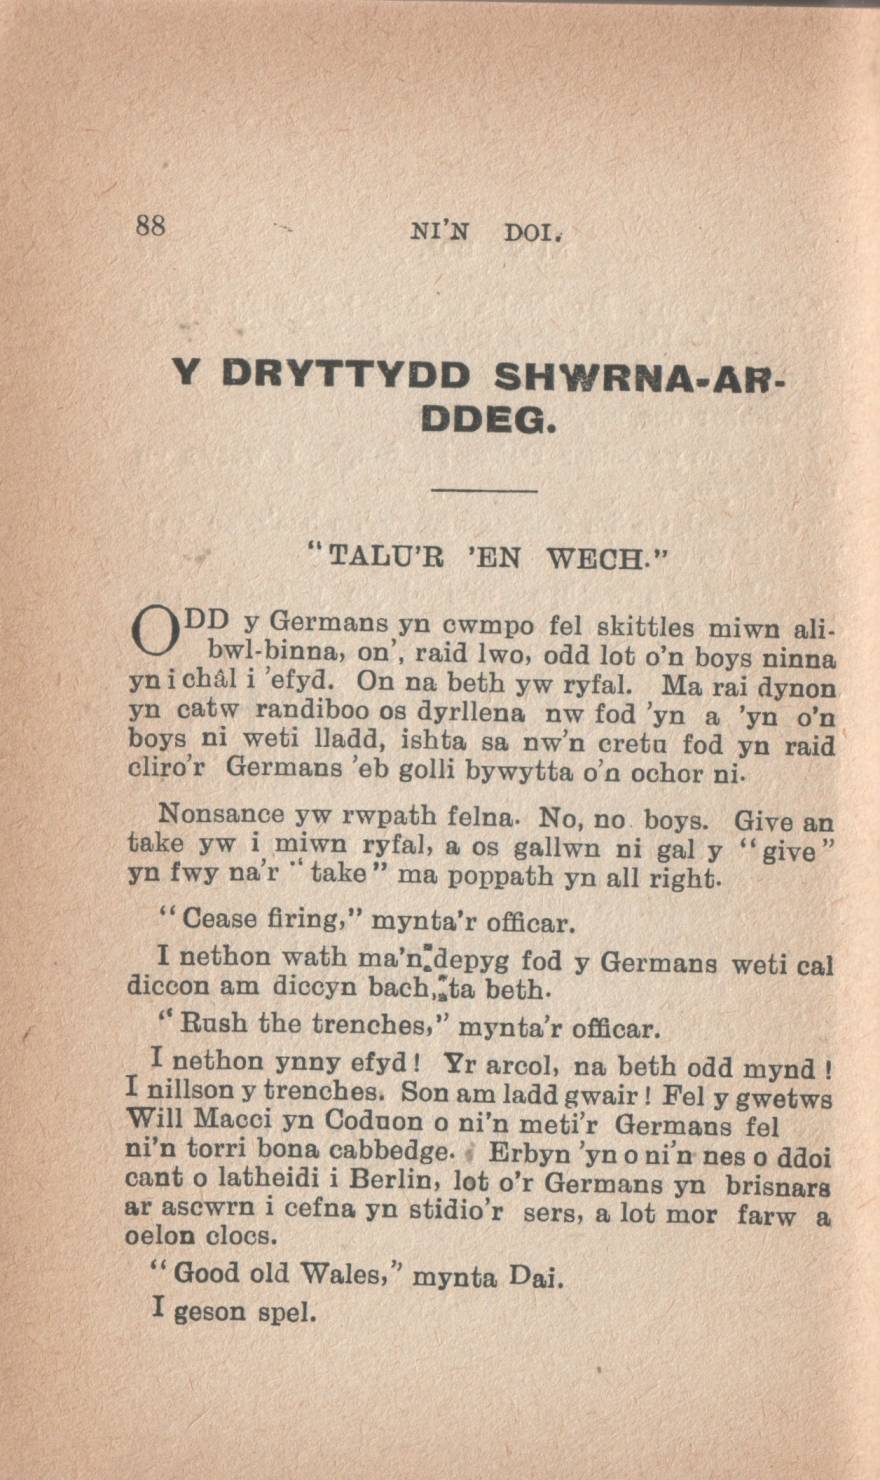 88 NI'N DOI.
Y DRYTTYDD SHWRNA-AR-
DDEG.
"TALU'R 'EN WECH."
ODD y Germans yn cwmpo fel skittles miwn ali-
bwl-binna, on', raid lwo, odd lot o'n boys ninna
yn i châl i 'efyd. On na beth yw ryfal. Ma rai dynon
yn catw randiboo os dyrllena nw fod 'yn a 'yn o'n
boys ni weti lladd, ishta sa nw'n cretu fod yn raid
cliro'r Germans 'eb golli bywytta o'n ochor ni.
Nonsance yw rwpath felna. No, no boys. Give an
take yw i miwn ryfal, a os gallwn ni gal y "give"
yn fwy na'r "take" ma poppath yn all right.
"Cease firing," mynta'r officar.
I nethon wath ma'n depyg fod y Germans weti cal
diccon am diccyn bach, ta beth.
"Rush the trenches," mynta'r officar.
I nethon ynny efyd! Yr arcol, na beth odd mynd!
I nillson y trenches. Son am ladd gwair! Fel y gwetws
Will Macci yn Coduon o ni'n meti'r Germans fel
ni'n torri bona cabbedge. Erbyn 'yn o ni'n nes o ddoi
cant o latheidi i Berlin, lot o'r Germans yn brisnars
ar ascwrn i cefna yn stidio'r sers, a lot mor farw a
oelon clocs.
"Good old Wales," mynta Dai.
I geson spel.